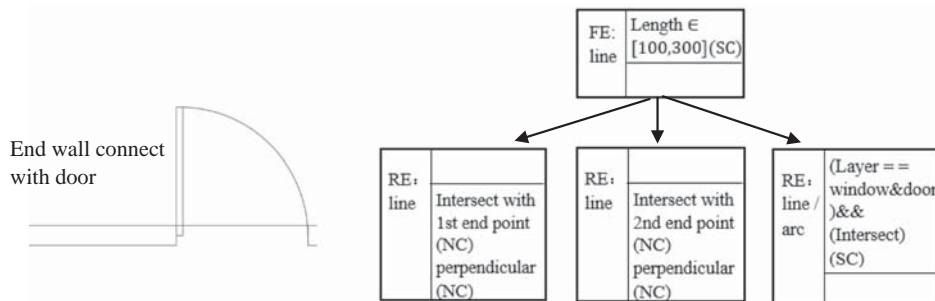 End wall connect
with door
FE:
line
Length ∈
[100,300](SC)
RE:
line
Intersect with
1st end point
(NC)
perpendicular
(NC)
RE:
line
Intersect with
2nd end point
(NC)
perpendicular
(NC)
RE:
line /
arc
(Layer ==
window&door
)&&
(Intersect)
(SC)